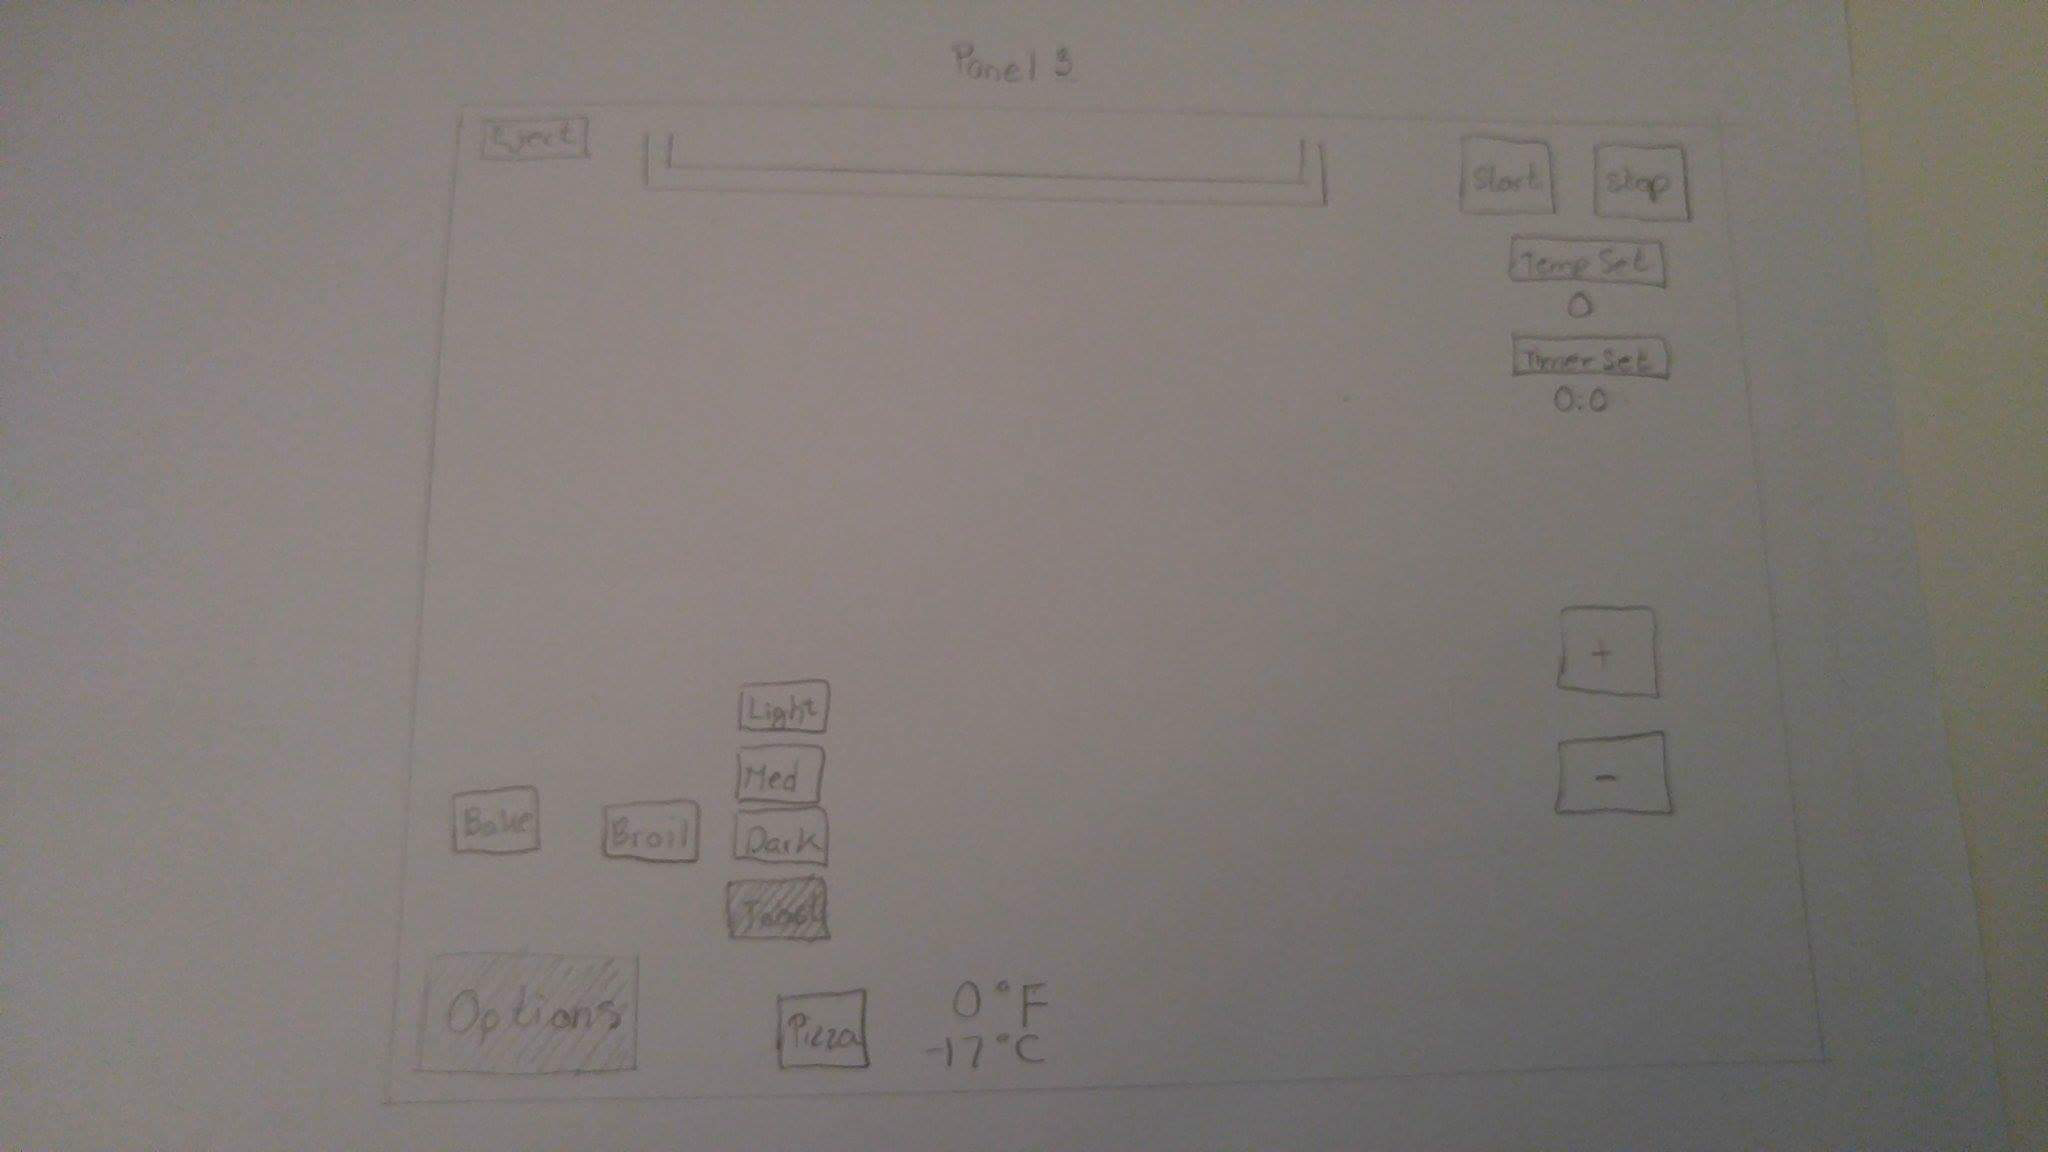 Panel 3
Eject
Start
Stop
Temp Set
0
Timer Set
0:0
+
-
Light
Med
Dark
Toast
Bake
Broil
Options
Pizza
0°F
-17°C